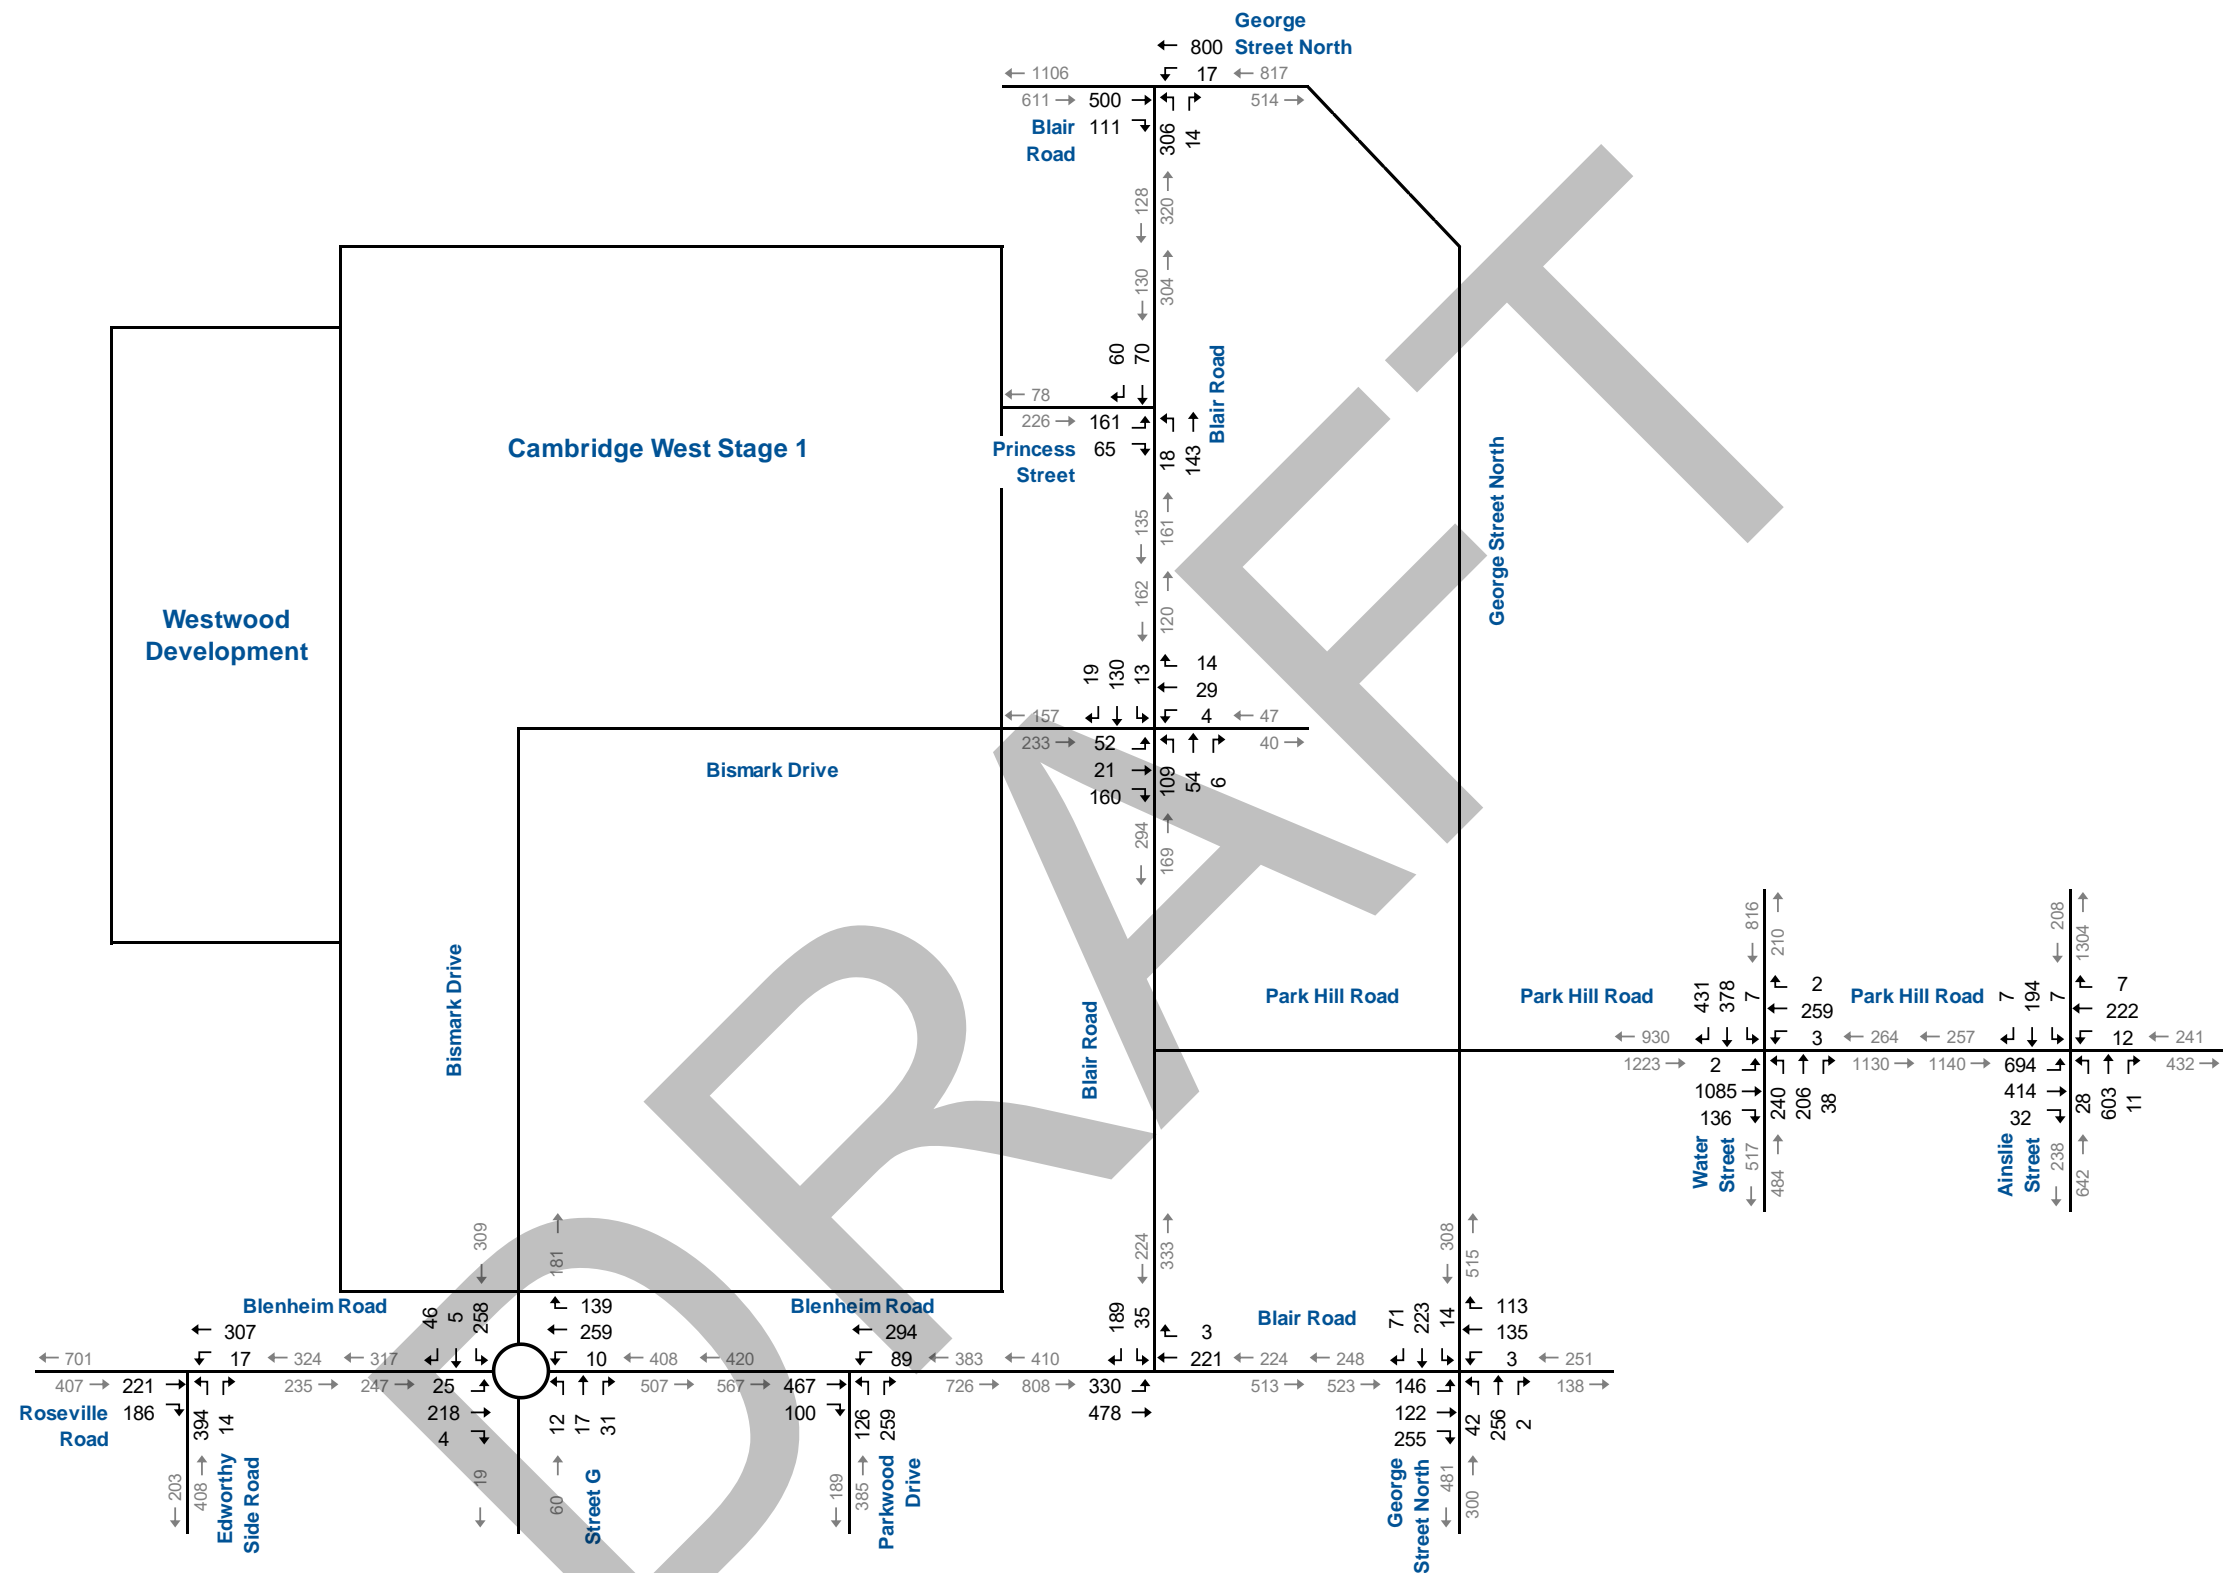 George
← 800 Street North
← 1106 17 ← 817
611 → 500 514 →
Blair 111 306 14
Road
← 128 320 →
← 130 304 →
60 70
Blair Road
← 78
226 → 161
Princess 65 18 143
Street
Cambridge West Stage 1
George Street North
← 135 161 →
← 162 120 →
Westwood
Development
19 130 13 14
← 29
← 157 4 ← 47
233 → 52 40 →
Bismark Drive
21 109 54 6
160
← 294 169 →
← 816 210 →
← 208 1304 →
Bismark Drive
Blair Road
Park Hill Road
Park Hill Road
431 378 7 2
259
Park Hill Road
7 194 7 7
222
← 930 3 ← 264 ← 257 12 ← 241
1223 → 2 1130 → 1140 → 694 432 →
1085 240 206 38 414 28 603 11
136 32
Water
Street
← 517 484 →
Ainslie
Street
← 238 642 →
← 309 181 →
← 224 333 →
← 308 515 →
Blenheim Road
46 5 258 139
Blenheim Road
189 35
Blair Road
71 223 14 113
← 307 ← 259 ← 294 3 ← 135
← 701 17 ← 324 ← 317 10 ← 408 ← 420 89 ← 383 ← 410 ← 221 ← 224 ← 248 3 ← 251
407 → 221 235 → 247 → 25 507 → 567 → 467 726 → 808 → 330 513 → 523 → 146 138 →
Roseville 186 394 14 218 12 17 31 100 126 259 478 → 122 42 256 2
Road 4 255
← 203 408 →
Edworthy
Side Road
← 19 60 →
Street G
← 189 385 →
Parkwood
Drive
George
Street North
← 481 300 →
DRAFT